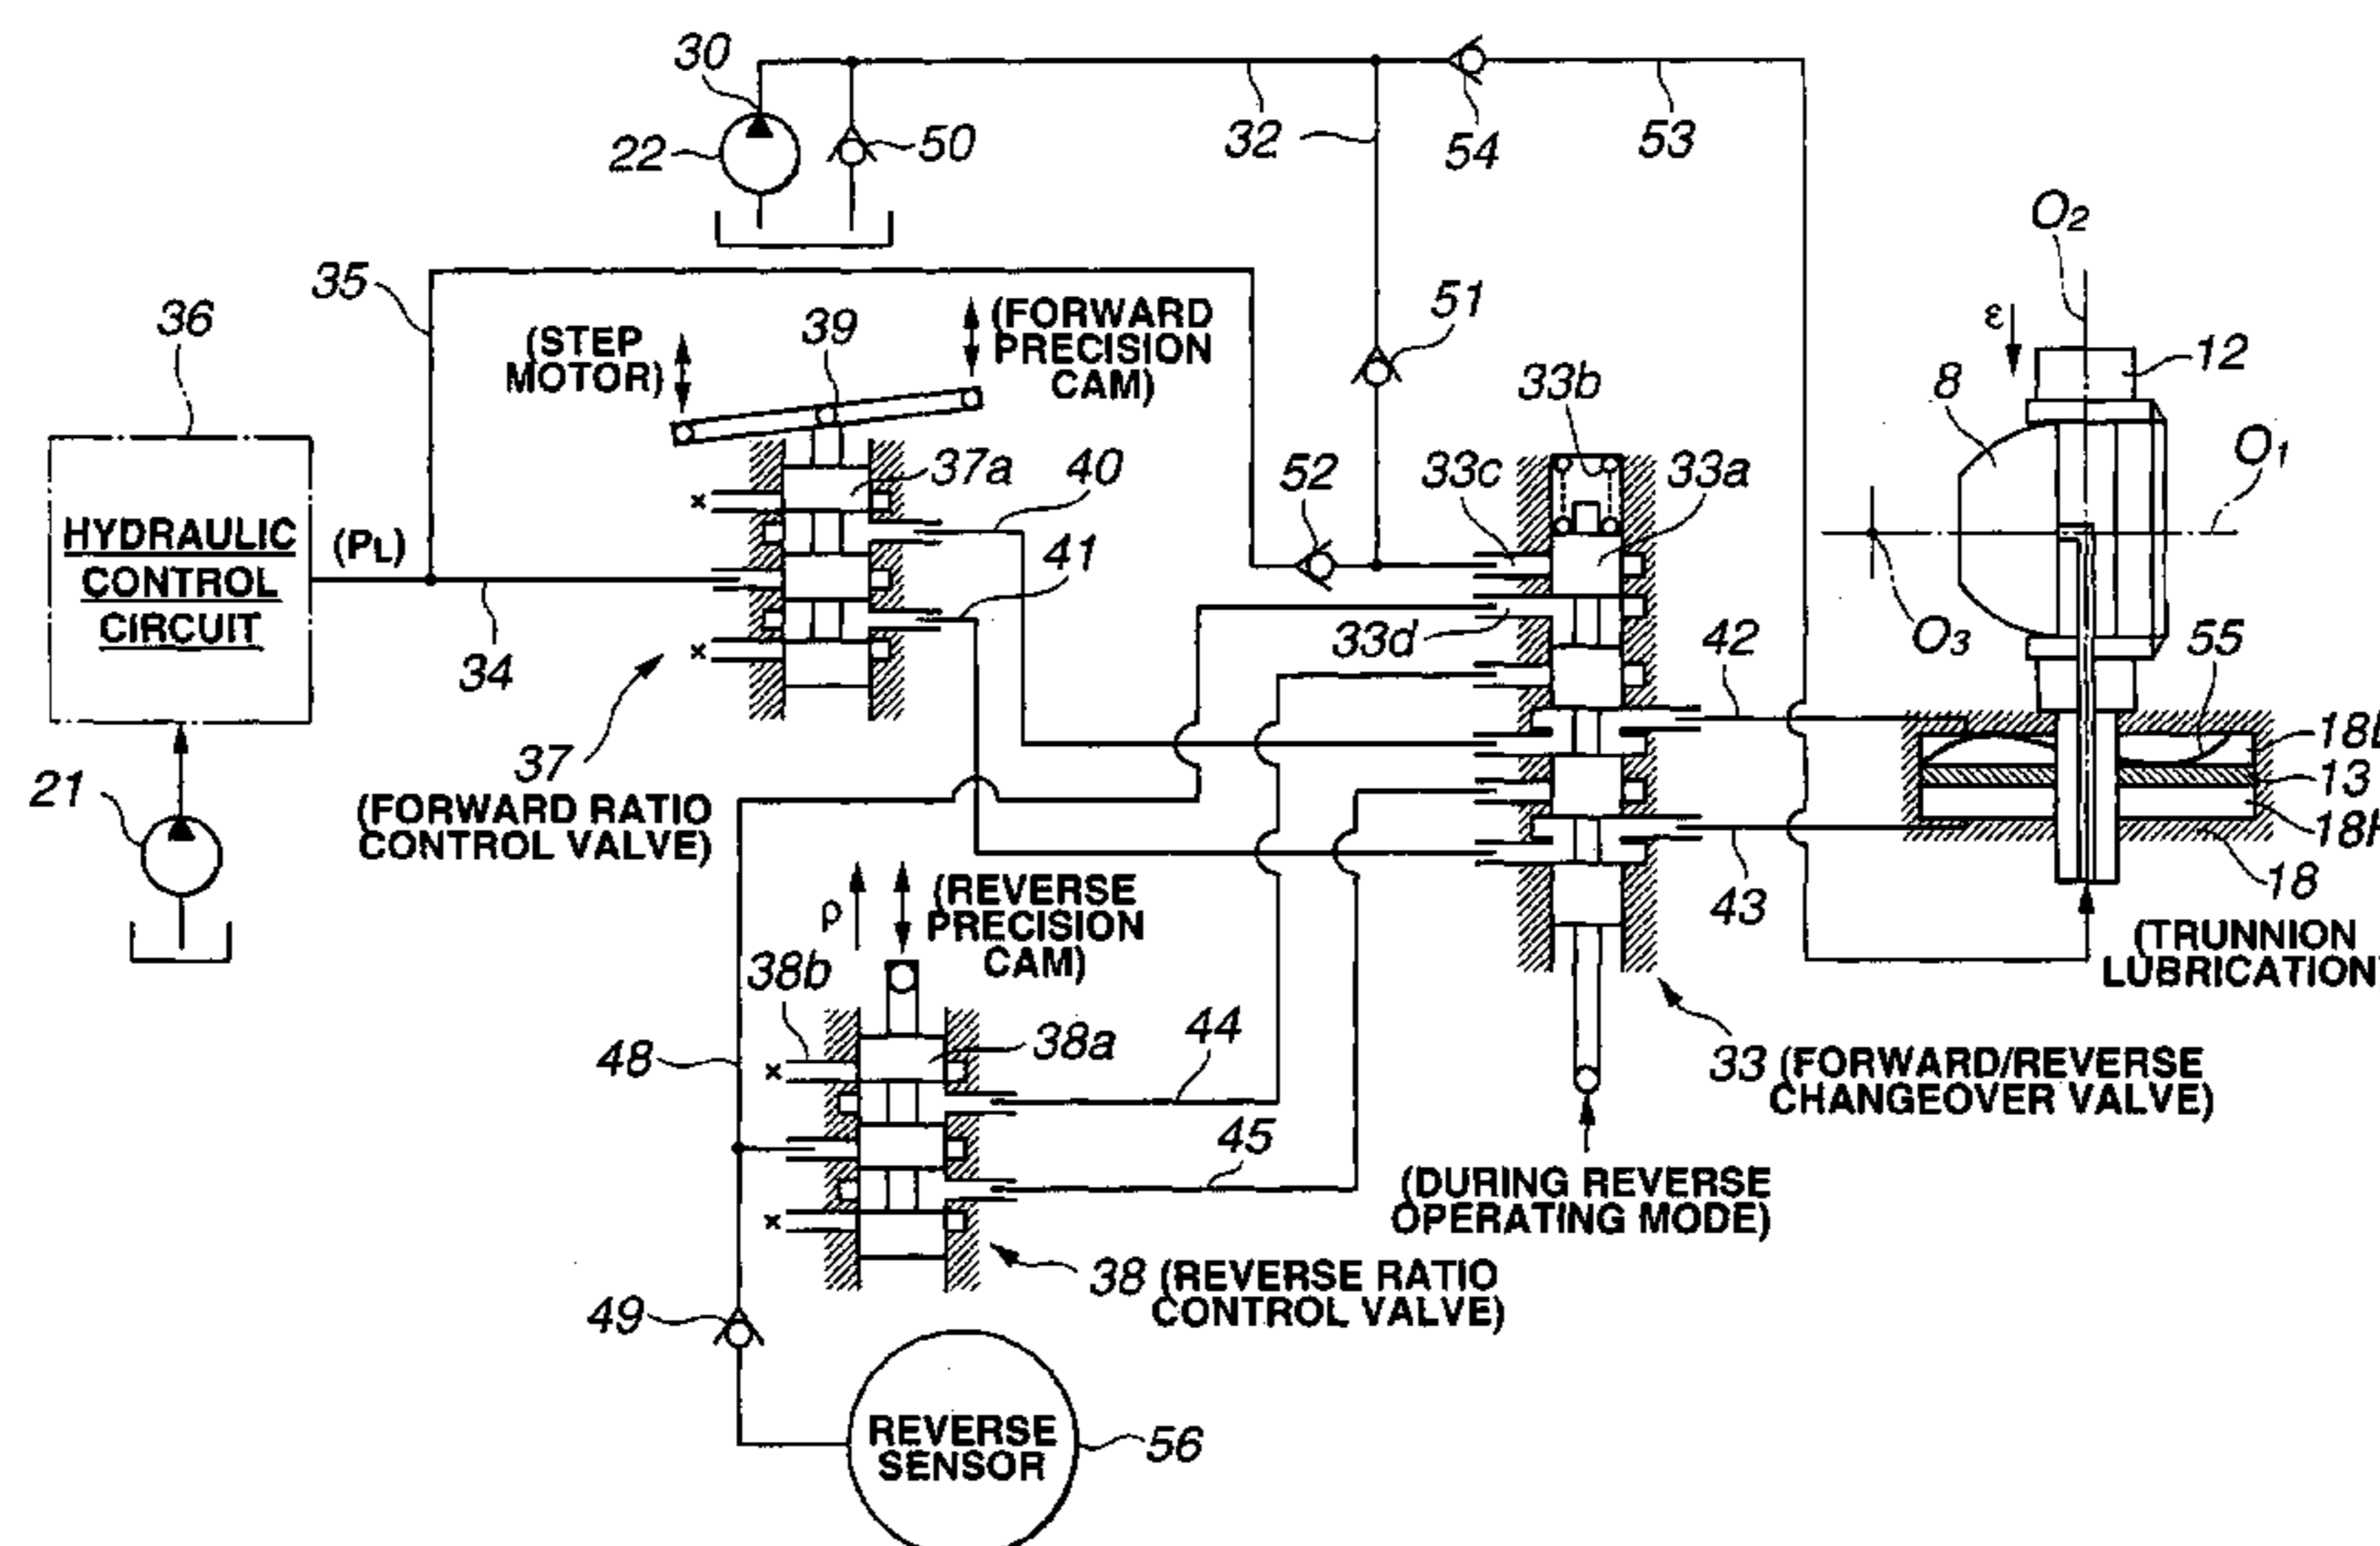 30
22
50
32
54
53
O2
35
36
(STEP
MOTOR)
39
(FORWARD
PRECISION
CAM)
51
33b
ε
12
8
O1
37a
40
52
33c
33a
HYDRAULIC
CONTROL
CIRCUIT
(PL)
x
41
34
x
33d
O3
42
55
37
(FORWARD RATIO
CONTROL VALVE)
21
18
13
18
18
43
(TRUNNION
LUBRICATION
ρ
(REVERSE
PRECISION
CAM)
38b
38a
44
48
x
33 (FORWARD/REVERSE
CHANGEOVER VALVE)
45
x
(DURING REVERSE
OPERATING MODE)
38 (REVERSE RATIO
CONTROL VALVE)
49
REVERSE
SENSOR
56